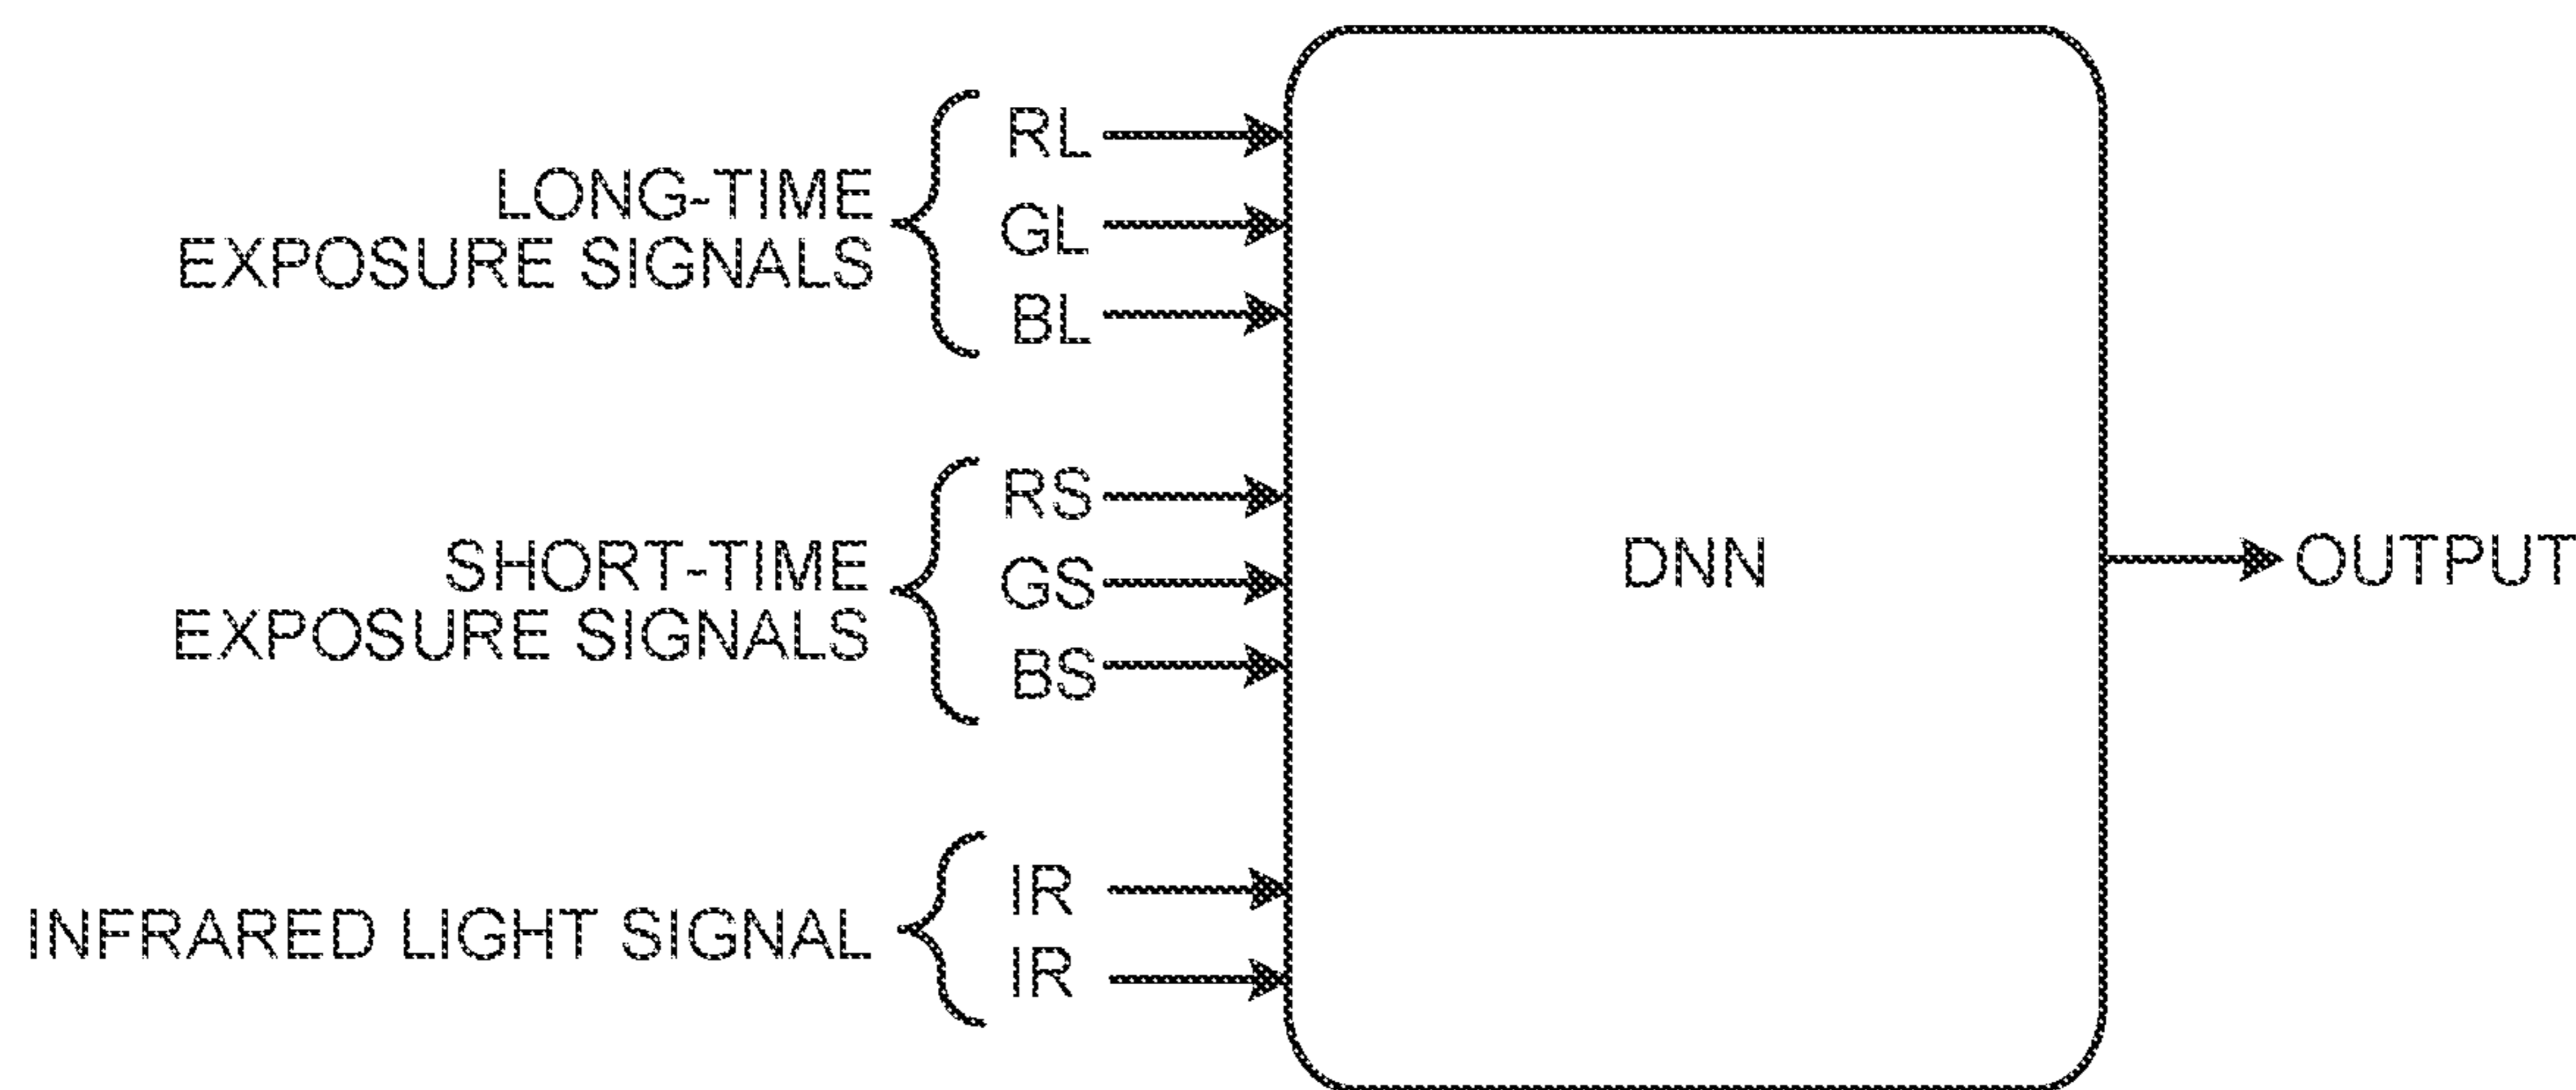 LONG-TIME
EXPOSURE SIGNALS
RL
GL
BL
SHORT-TIME
EXPOSURE SIGNALS
RS
GS
BS
INFRARED LIGHT SIGNAL
IR
IR
DNN
OUTPUT